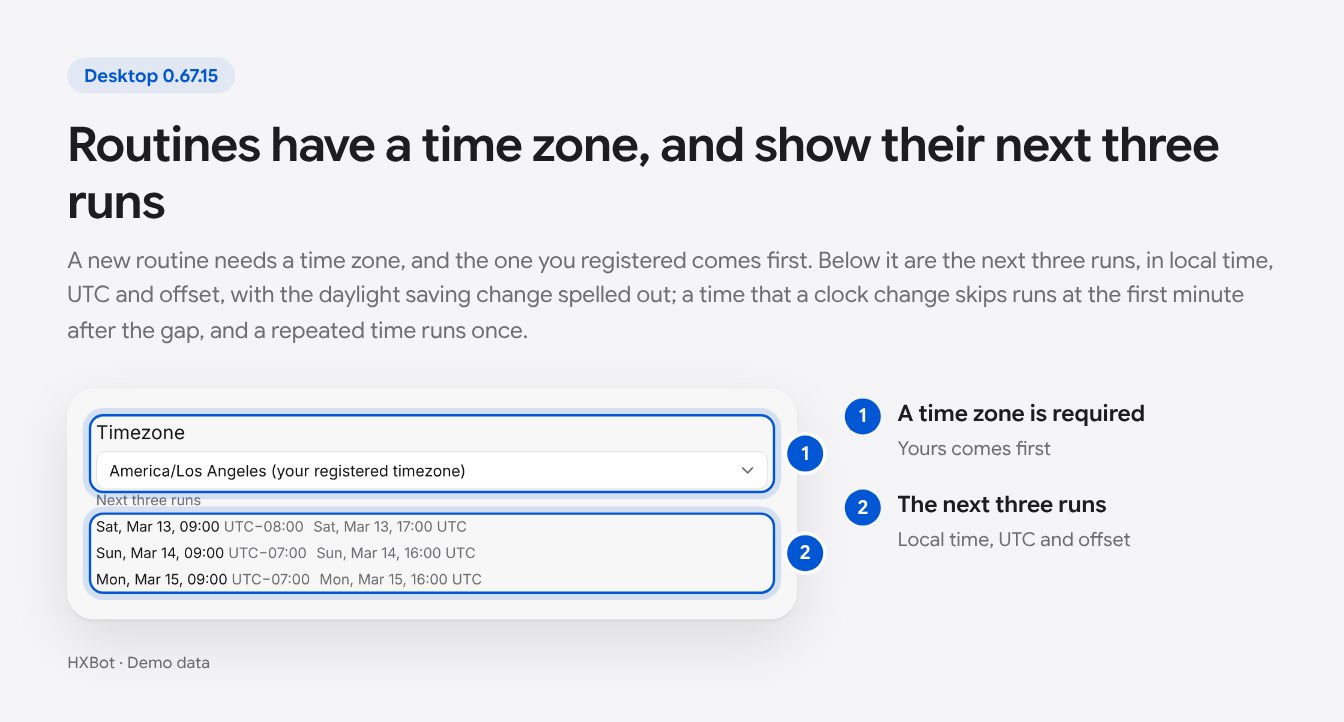 Desktop 0.67.15
Routines have a time zone, and show their next three
runs
A new routine needs a time zone, and the one you registered comes first. Below it are the next three runs, in local time,
UTC and offset, with the daylight saving change spelled out; a time that a clock change skips runs at the first minute
after the gap, and a repeated time runs once.
Timezone
America/Los Angeles (your registered timezone)
1
Next three runs
Sat, Mar 13, 09:00 UTC−08:00 Sat, Mar 13, 17:00 UTC
Sun, Mar 14, 09:00 UTC−07:00 Sun, Mar 14, 16:00 UTC
Mon, Mar 15, 09:00 UTC−07:00 Mon, Mar 15, 16:00 UTC
2
1 A time zone is required
Yours comes first
2 The next three runs
Local time, UTC and offset
HXBot · Demo data